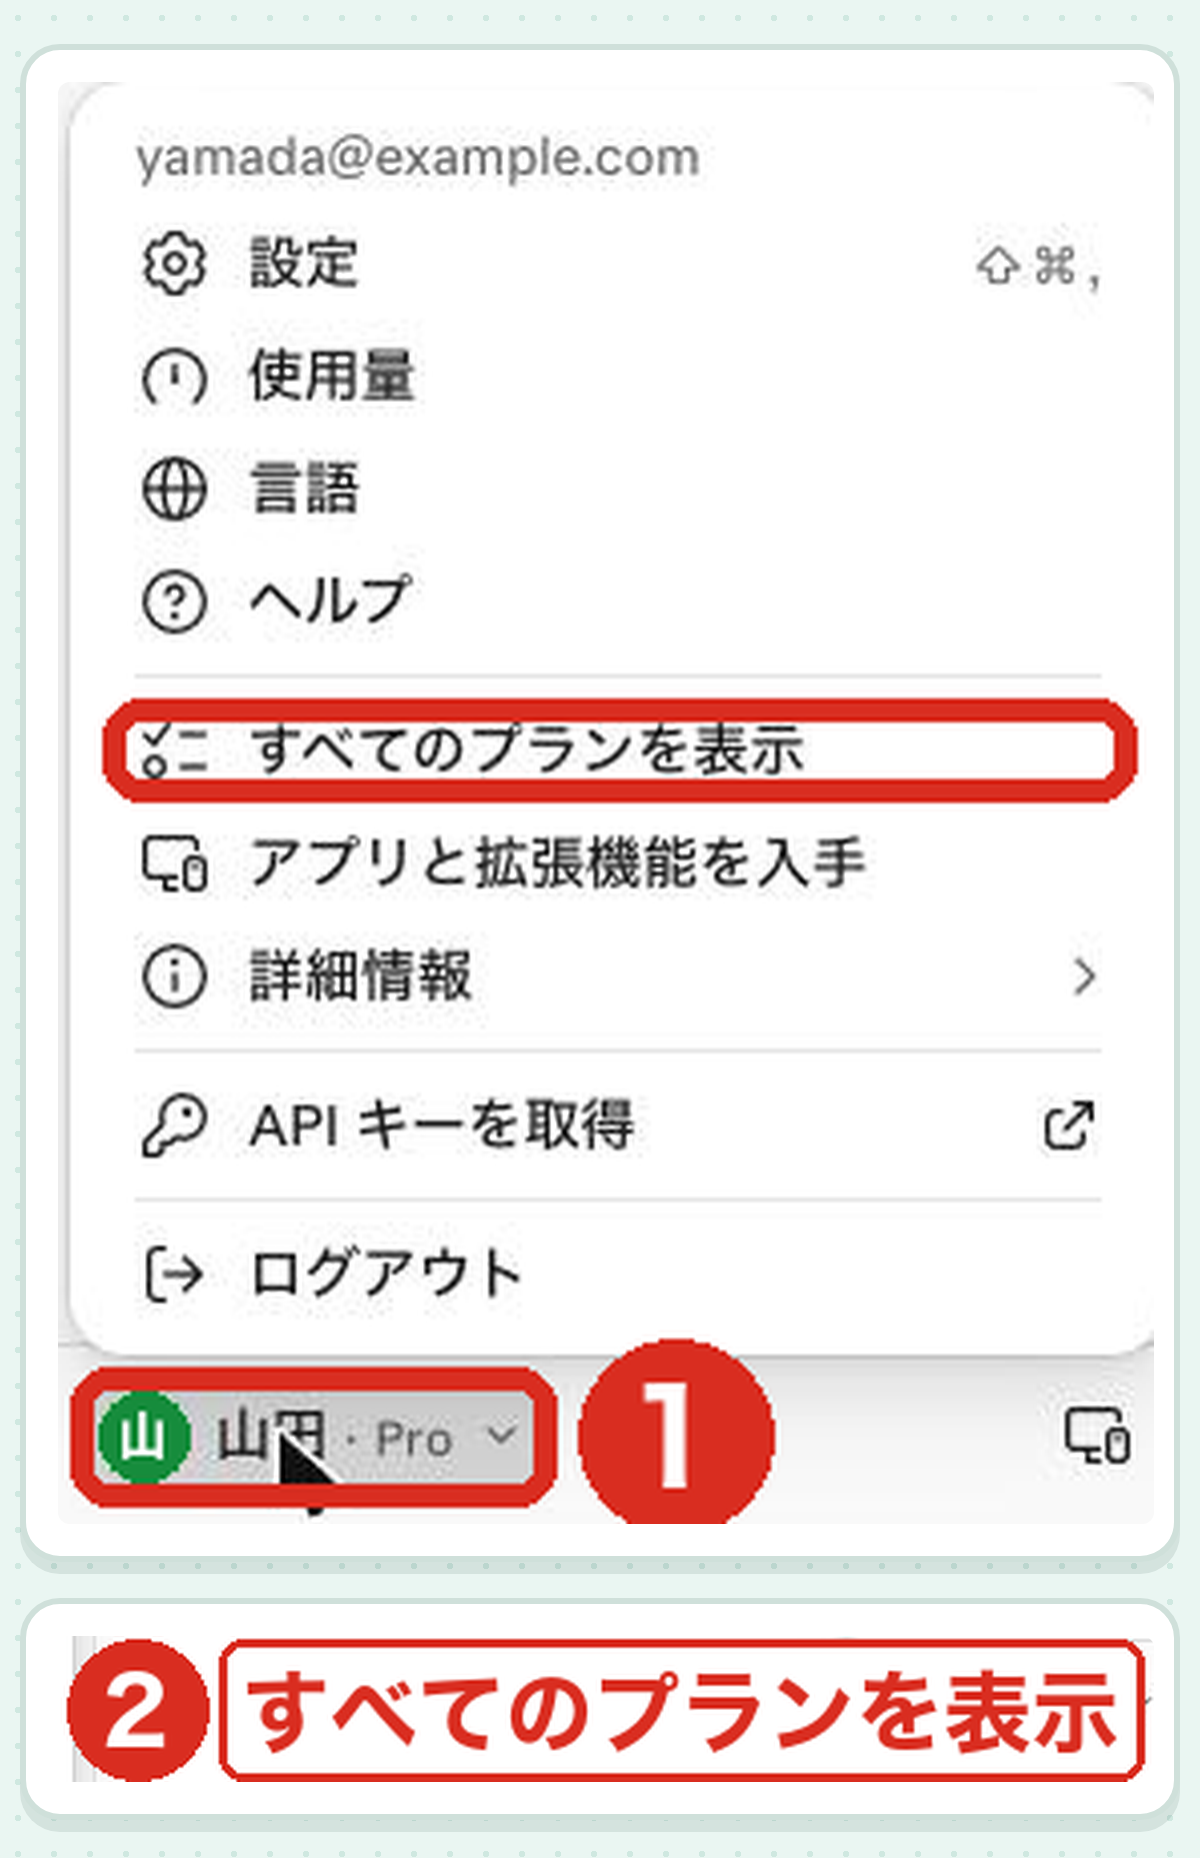 yamada@example.com
設定 ⇧⌘,
使用量
言語
ヘルプ
すべてのプランを表示
アプリと拡張機能を入手
詳細情報
API キーを取得
ログアウト
山 山田 · Pro
1
2 すべてのプランを表示